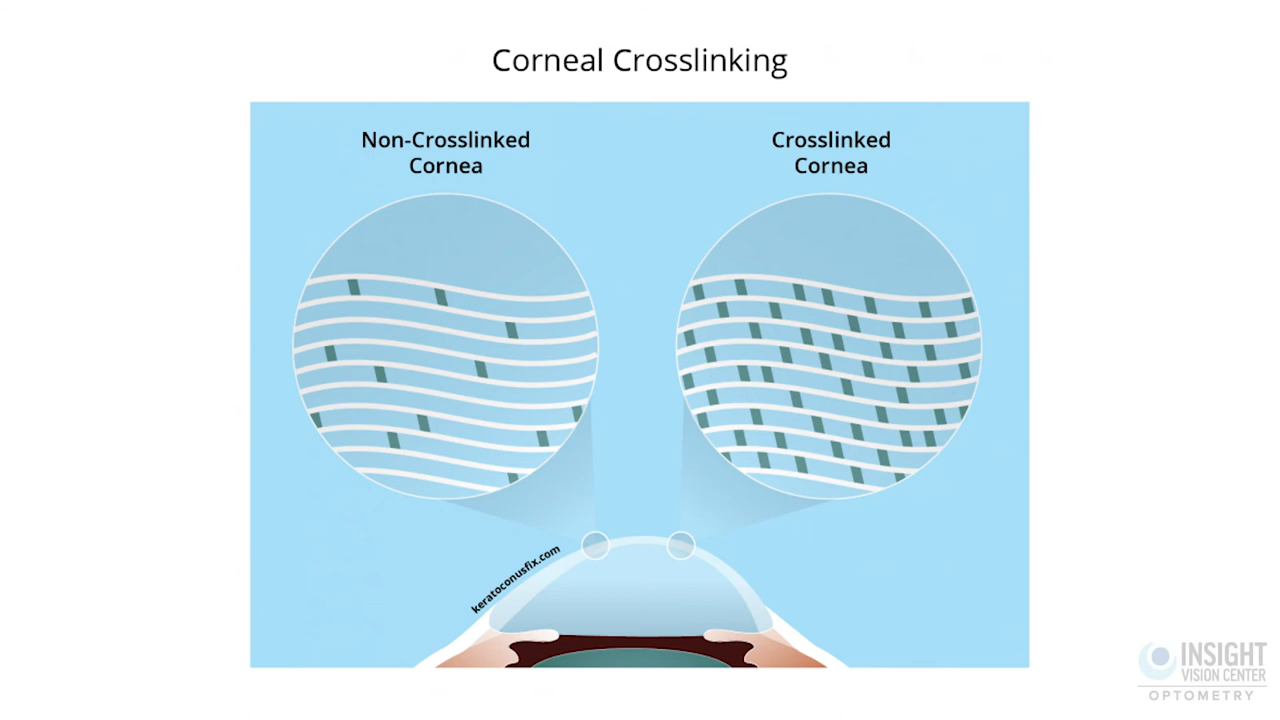 Corneal Crosslinking
Non-Crosslinked
Cornea
Crosslinked
Cornea
keratoconusfix.com
INSIGHT
VISION CENTER
OPTOMETRY